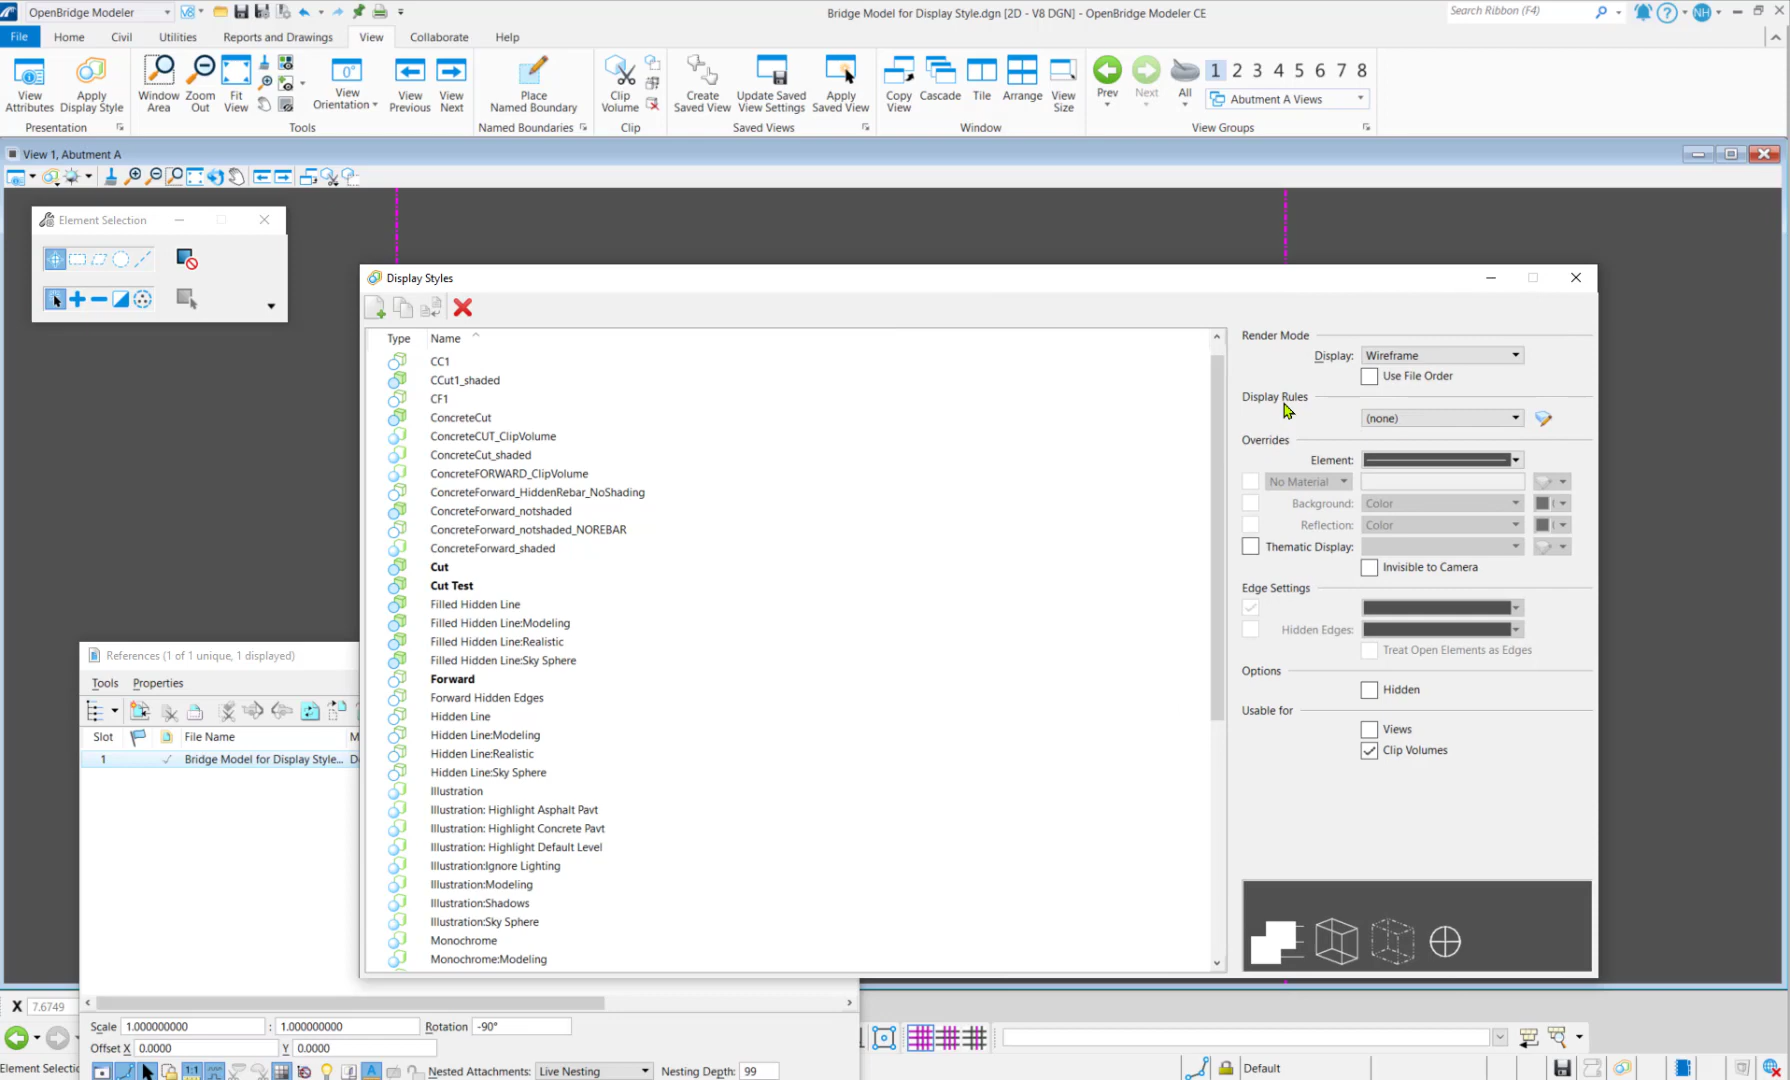 OpenBridge Modeler
Bridge Model for Display Style.dgn [2D - V8 DGN] - OpenBridge Modeler CE
Search Ribbon (F4)
NH
File
Home
Civil
Utilities
Reports and Drawings
View
Collaborate
Help
View Attributes
Apply Display Style
Window Area
Zoom Out
Fit View
View Orientation
View Previous
View Next
Place Named Boundary
Clip Volume
Create Saved View
Update Saved View Settings
Apply Saved View
Copy View
Cascade
Tile
Arrange
View Size
Prev
Next
All
1 2 3 4 5 6 7 8
Abutment A Views
Presentation
Tools
Named Boundaries
Clip
Saved Views
Window
View Groups
View 1, Abutment A
Element Selection
Display Styles
Type
Name
CC1
CCut1_shaded
CF1
ConcreteCut
ConcreteCUT_ClipVolume
ConcreteCut_shaded
ConcreteFORWARD_ClipVolume
ConcreteForward_HiddenRebar_NoShading
ConcreteForward_notshaded
ConcreteForward_notshaded_NOREBAR
ConcreteForward_shaded
Cut
Cut Test
Filled Hidden Line
Filled Hidden Line:Modeling
Filled Hidden Line:Realistic
Filled Hidden Line:Sky Sphere
Forward
Forward Hidden Edges
Hidden Line
Hidden Line:Modeling
Hidden Line:Realistic
Hidden Line:Sky Sphere
Illustration
Illustration: Highlight Asphalt Pavt
Illustration: Highlight Concrete Pavt
Illustration: Highlight Default Level
Illustration:Ignore Lighting
Illustration:Modeling
Illustration:Shadows
Illustration:Sky Sphere
Monochrome
Monochrome:Modeling
Render Mode
Display: Wireframe
Use File Order
Display Rules
(none)
Overrides
Element:
No Material
Background: Color
Reflection: Color
Thematic Display:
Invisible to Camera
Edge Settings
Hidden Edges:
Treat Open Elements as Edges
Options
Hidden
Usable for
Views
Clip Volumes
References (1 of 1 unique, 1 displayed)
Tools
Properties
Slot
File Name
M
1
Bridge Model for Display Style...
D
X 7.6749
Scale 1.000000000 : 1.000000000 Rotation -90°
Offset X 0.0000 Y 0.0000
Nested Attachments: Live Nesting Nesting Depth: 99
Element Selectic
Default